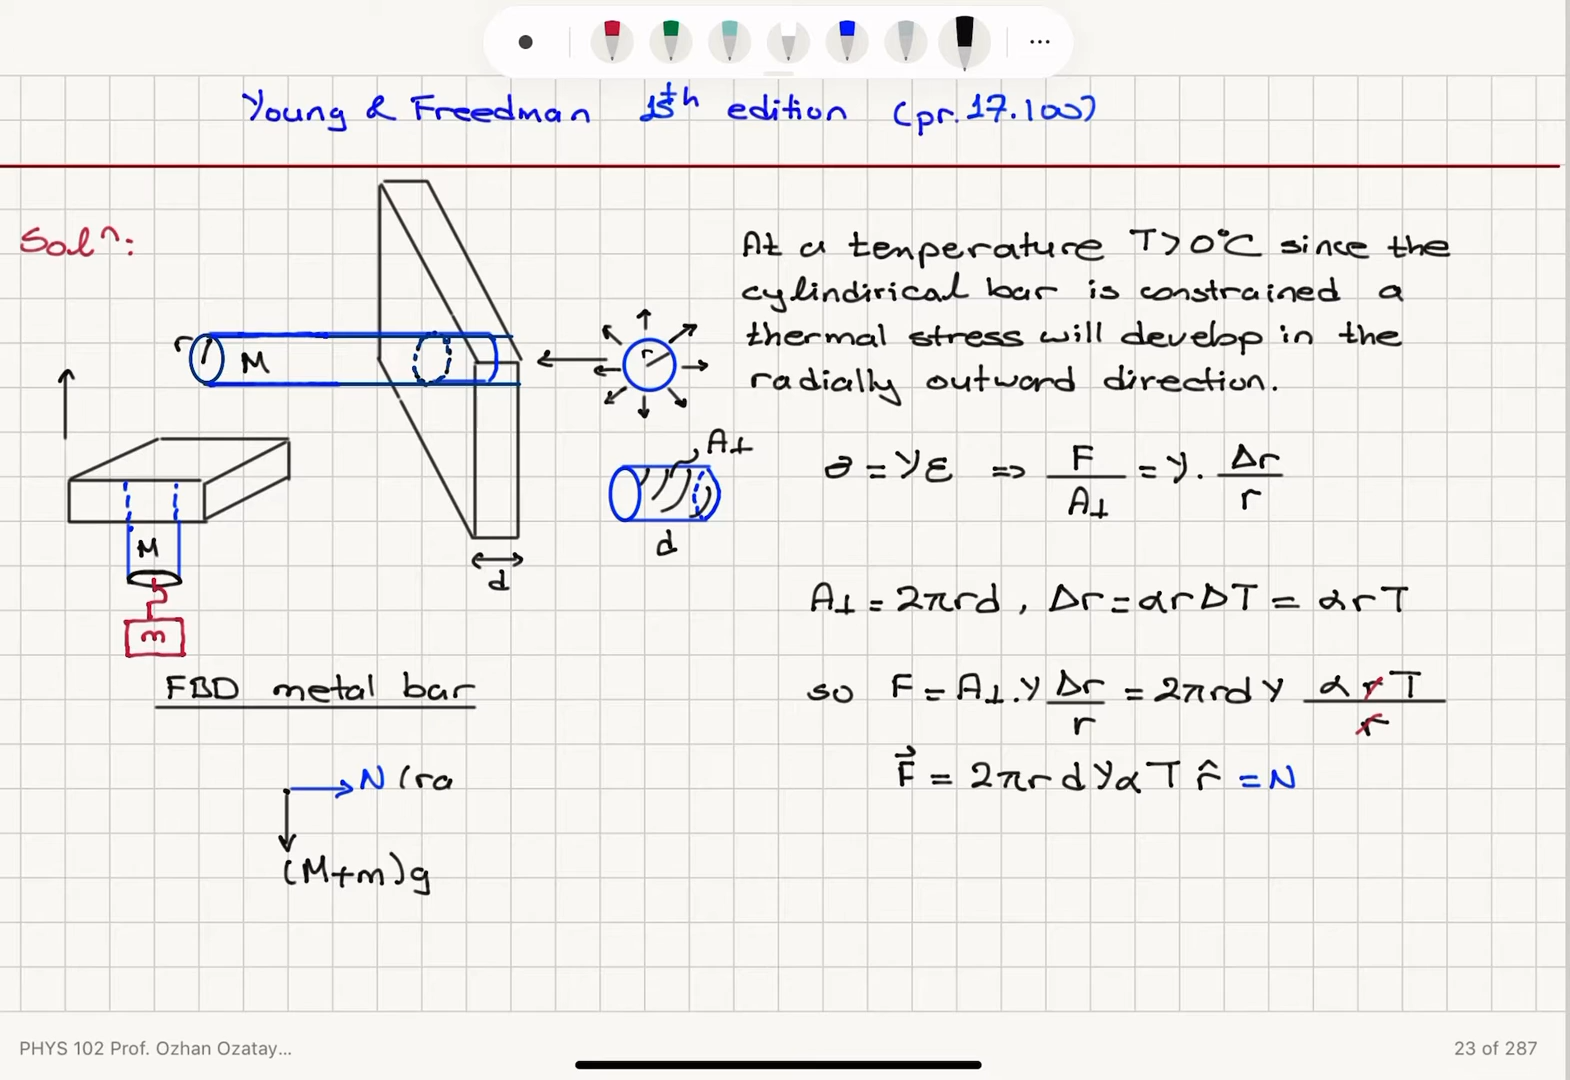 Young & Freedman 15th edition (pr. 17.100)
Solⁿ:
At a temperature T>0°C since the
cylindirical bar is constrained a
thermal stress will develop in the
radially outward direction.
r
M
r
A⊥
d
d
M
m
σ = Yε => F/A⊥ = Y. Δr/r
A⊥ = 2πrd, Δr = αrΔT = αrT
so F = A⊥.Y Δr/r = 2πrdY αrT/r
F⃗ = 2πrdYαT r̂ = N
FBD metal bar
N (ra
(M+m)g
PHYS 102 Prof. Ozhan Ozatay...
23 of 287